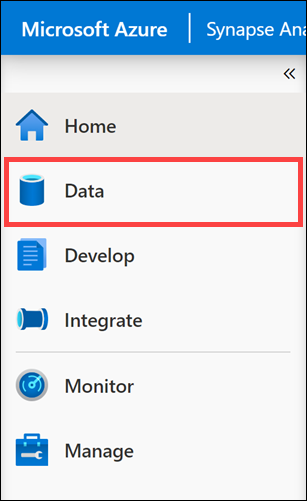 Microsoft Azure
Synapse Ana
«
Home
Data
Develop
Integrate
Monitor
Manage